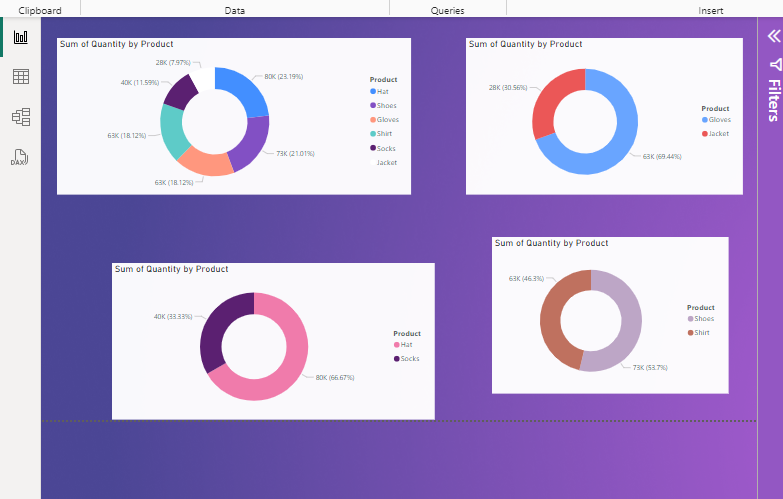 Clipboard
Data
Queries
Insert
Sum of Quantity by Product
28K (7.97%)
80K (23.19%)
40K (11.59%)
63K (18.12%)
73K (21.01%)
63K (18.12%)
Product
Hat
Shoes
Gloves
Shirt
Socks
Jacket
Sum of Quantity by Product
28K (30.56%)
63K (69.44%)
Product
Gloves
Jacket
Sum of Quantity by Product
40K (33.33%)
80K (66.67%)
Product
Hat
Socks
Sum of Quantity by Product
63K (46.3%)
73K (53.7%)
Product
Shoes
Shirt
Filters
DAX